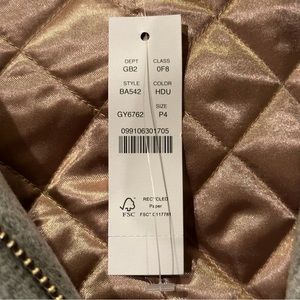 DEPT CLASS
GB2 0F8
STYLE COLOR
BA542 HDU
SIZE
GY6762 P4
099106301705
FSC
RECYCLED
Paper
FSC® C117781